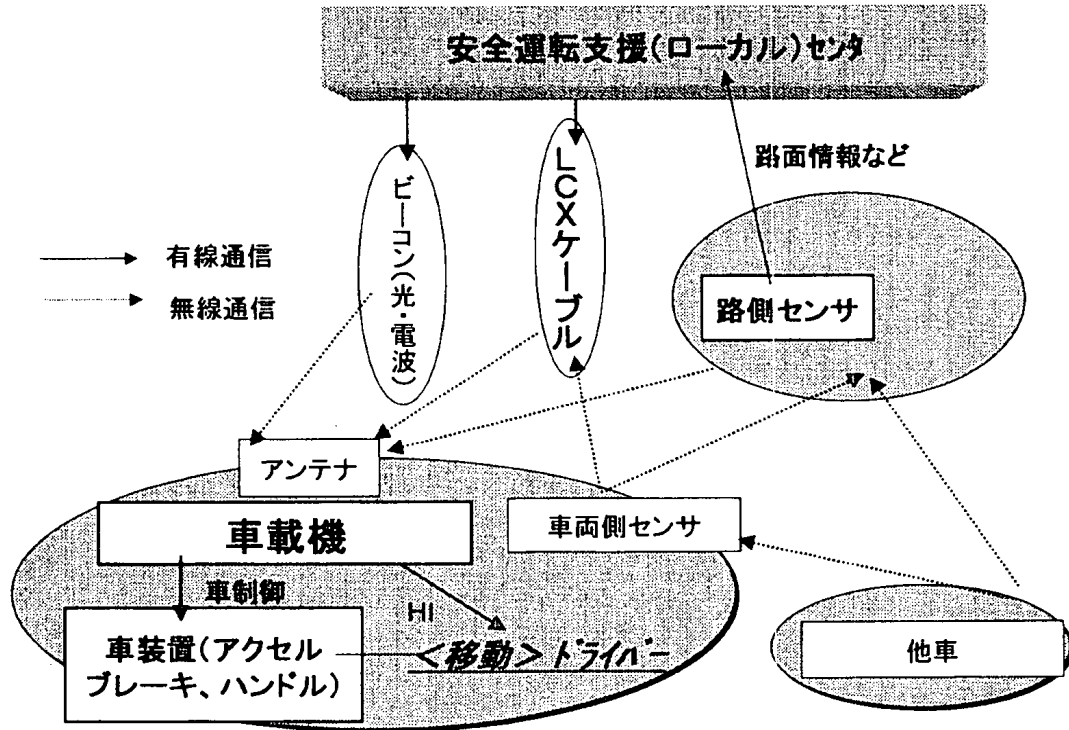 安全運転支援(ローカル)センタ
路面情報など
ビーコン(光・電波)
LCXケーブル
有線通信
無線通信
路側センサ
アンテナ
車載機
車両側センサ
車制御
HI
車装置(アクセル
ブレーキ、ハンドル)
<移動>ドライバー
他車